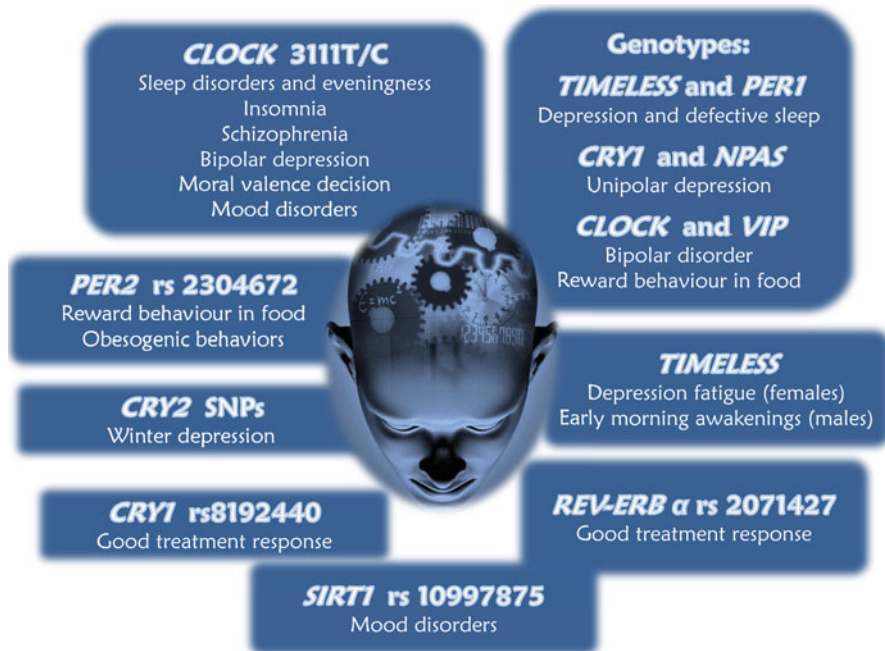 CLOCK 3111T/C
Sleep disorders and eveningness
Insomnia
Schizophrenia
Bipolar depression
Moral valence decision
Mood disorders
Genotypes:
TIMELESS and PER1
Depression and defective sleep
CRY1 and NPAS
Unipolar depression
CLOCK and VIP
Bipolar disorder
Reward behaviour in food
PER2 rs 2304672
Reward behaviour in food
Obesogenic behaviors
TIMELESS
Depression fatigue (females)
Early morning awakenings (males)
CRY2 SNPs
Winter depression
CRY1 rs8192440
Good treatment response
REV-ERB α rs 2071427
Good treatment response
SIRT1 rs 10997875
Mood disorders